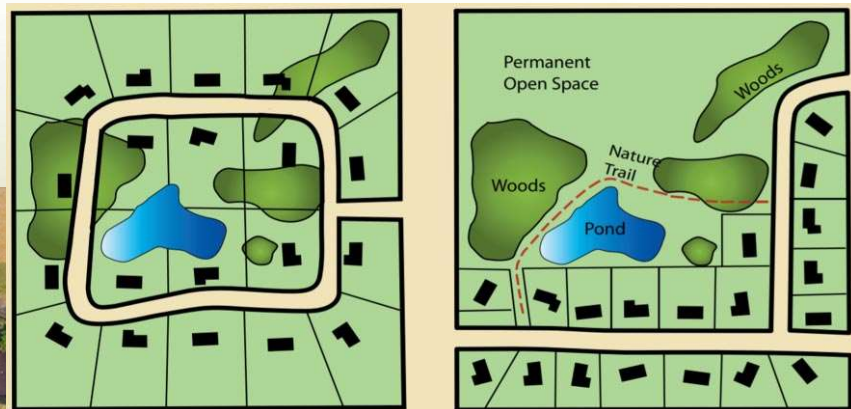 Permanent
Open Space
Woods
Nature
Trail
Woods
Pond